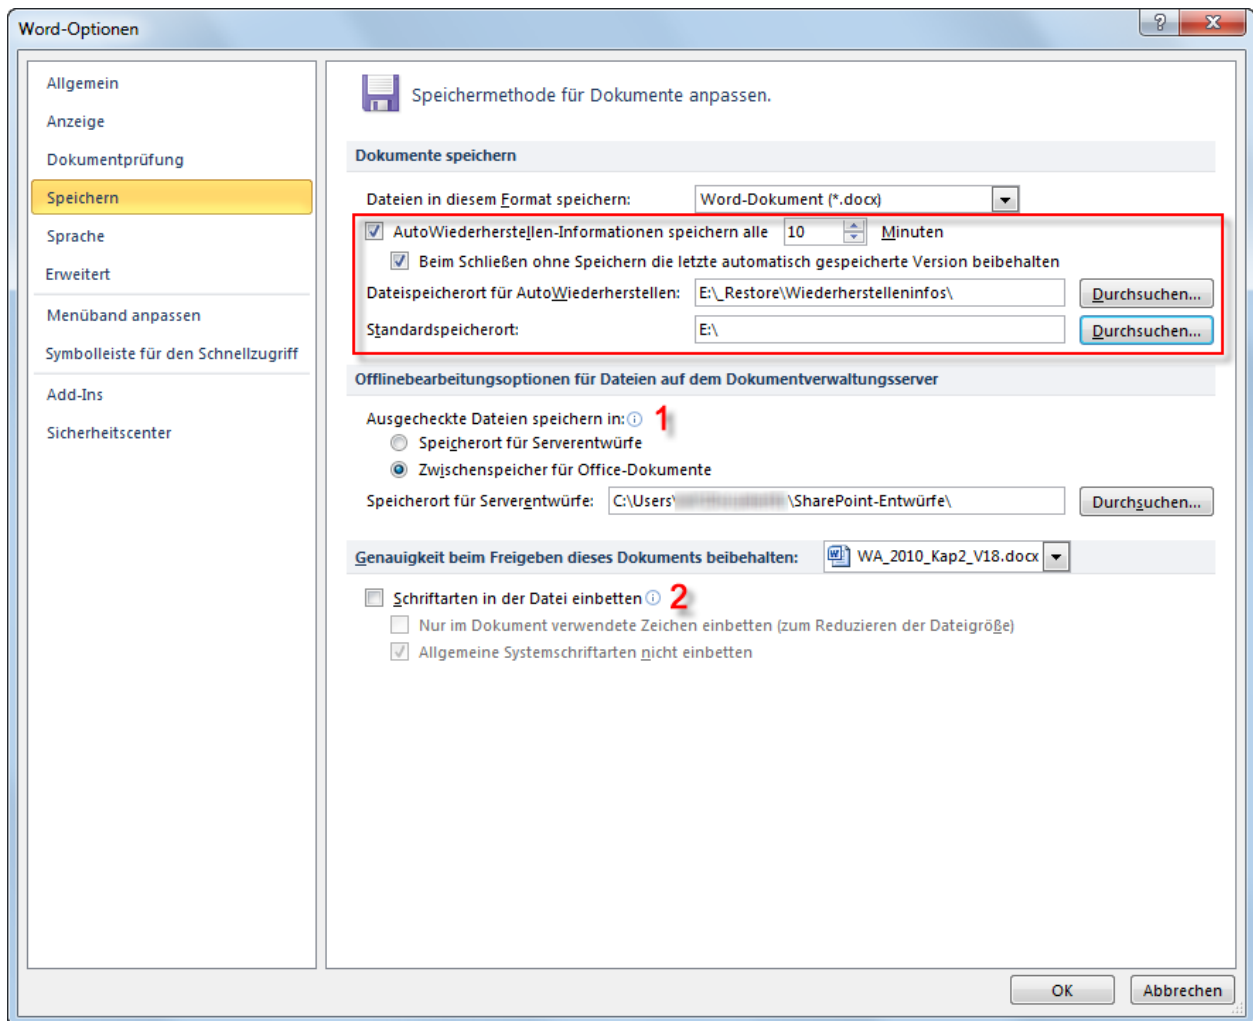 Word-Optionen
Allgemein
Anzeige
Dokumentprüfung
Speichern
Sprache
Erweitert
Menüband anpassen
Symbolleiste für den Schnellzugriff
Add-Ins
Sicherheitscenter
Speichermethode für Dokumente anpassen.
Dokumente speichern
Dateien in diesem Format speichern: Word-Dokument (*.docx)
AutoWiederherstellen-Informationen speichern alle 10 Minuten
Beim Schließen ohne Speichern die letzte automatisch gespeicherte Version beibehalten
Dateispeicherort für AutoWiederherstellen: E:\_Restore\Wiederherstelleninfos\ Durchsuchen...
Standardspeicherort: E:\ Durchsuchen...
Offlinebearbeitungsoptionen für Dateien auf dem Dokumentverwaltungsserver
Ausgecheckte Dateien speichern in: 1
Speicherort für Serverentwürfe
Zwischenspeicher für Office-Dokumente
Speicherort für Serverentwürfe: C:\Users\ \SharePoint-Entwürfe\ Durchsuchen...
Genauigkeit beim Freigeben dieses Dokuments beibehalten: WA_2010_Kap2_V18.docx
Schriftarten in der Datei einbetten 2
Nur im Dokument verwendete Zeichen einbetten (zum Reduzieren der Dateigröße)
Allgemeine Systemschriftarten nicht einbetten
OK Abbrechen